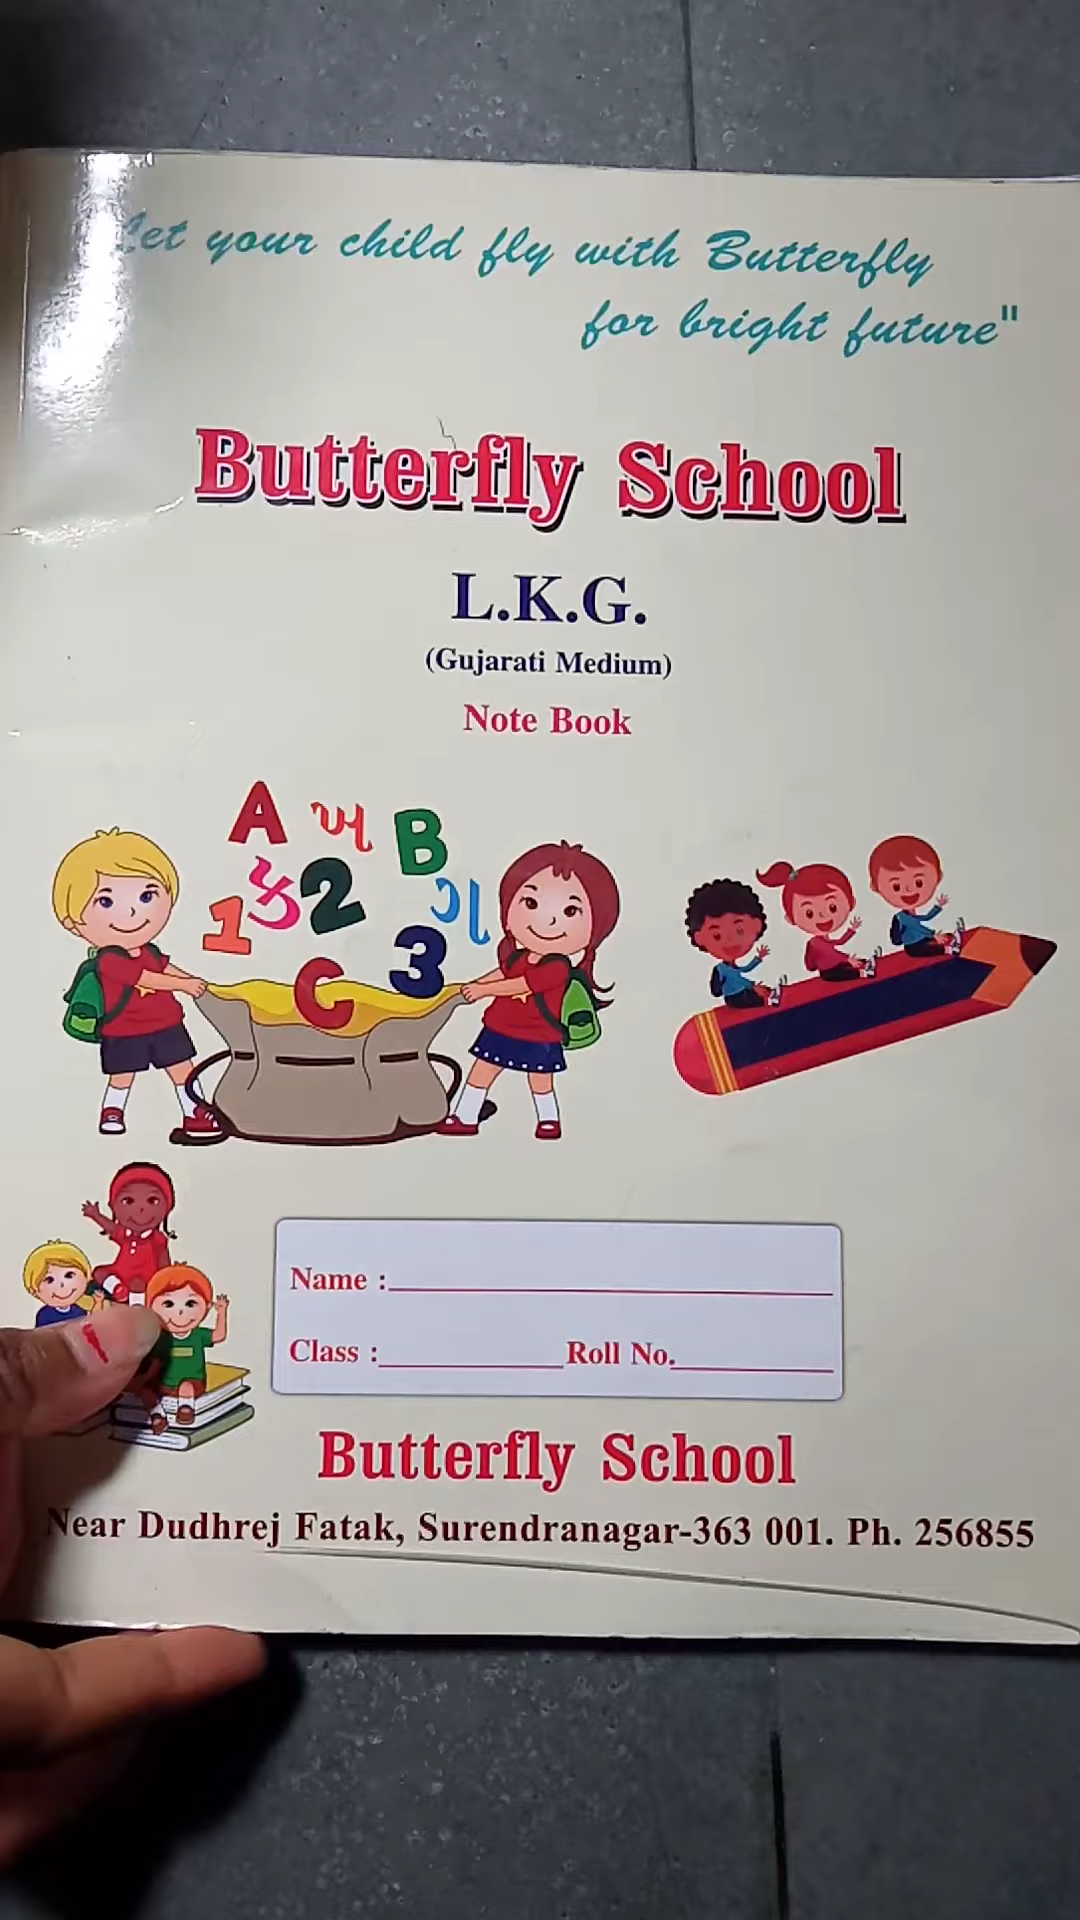 Let your child fly with Butterfly
for bright future"
Butterfly School
L.K.G.
(Gujarati Medium)
Note Book
A ખ B
ક 2
1 ગ
C 3
Name :
Class : Roll No.
Butterfly School
Near Dudhrej Fatak, Surendranagar-363 001. Ph. 256855